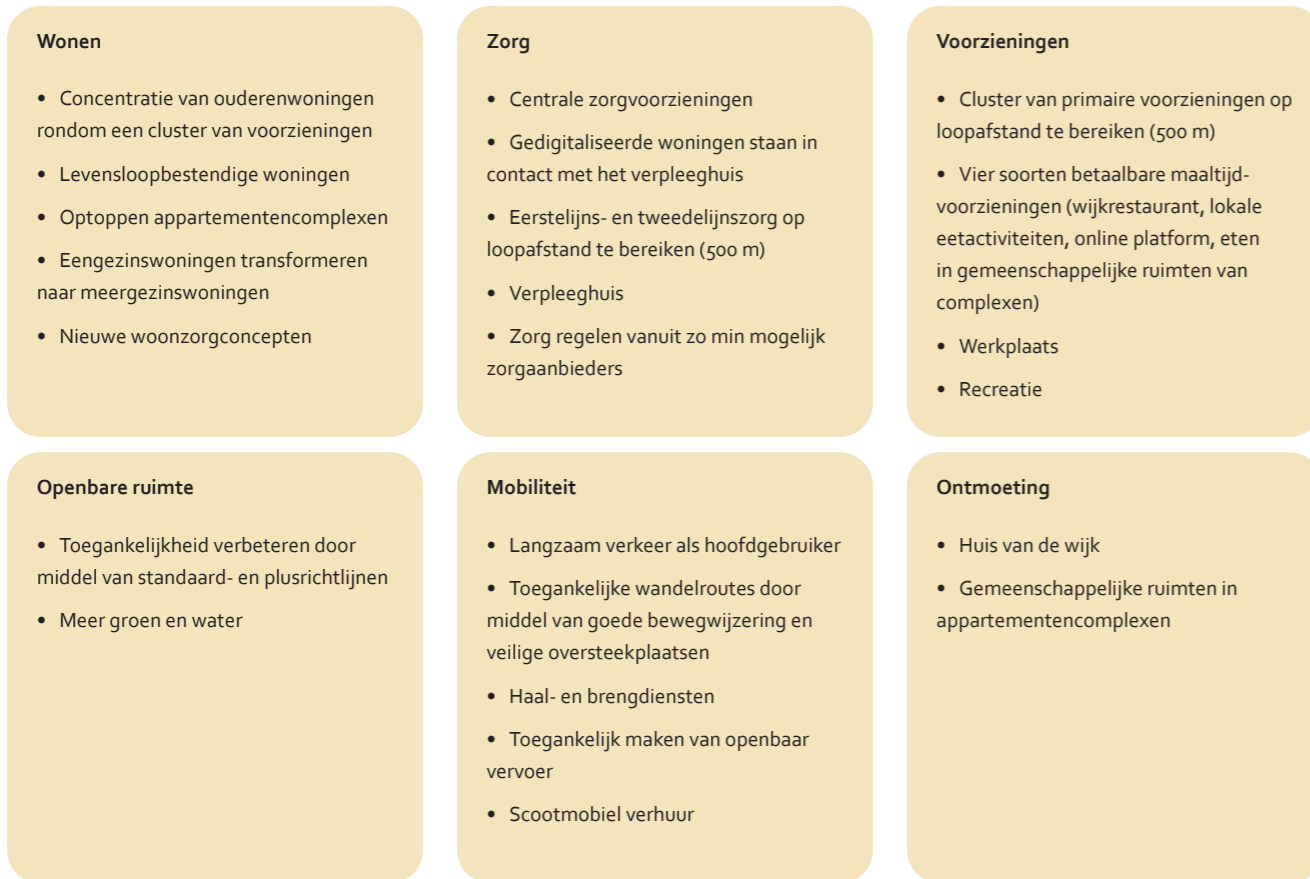 Wonen
• Concentratie van ouderenwoningen
rondom een cluster van voorzieningen
• Levensloopbestendige woningen
• Optoppen appartementencomplexen
• Eengezinswoningen transformeren
naar meergezinswoningen
• Nieuwe woonzorgconcepten
Zorg
• Centrale zorgvoorzieningen
• Gedigitaliseerde woningen staan in
contact met het verpleeghuis
• Eerstelijns- en tweedelijnszorg op
loopafstand te bereiken (500 m)
• Verpleeghuis
• Zorg regelen vanuit zo min mogelijk
zorgaanbieders
Voorzieningen
• Cluster van primaire voorzieningen op
loopafstand te bereiken (500 m)
• Vier soorten betaalbare maaltijd-
voorzieningen (wijkrestaurant, lokale
eetactiviteiten, online platform, eten
in gemeenschappelijke ruimten van
complexen)
• Werkplaats
• Recreatie
Openbare ruimte
• Toegankelijkheid verbeteren door
middel van standaard- en plusrichtlijnen
• Meer groen en water
Mobiliteit
• Langzaam verkeer als hoofdgebruiker
• Toegankelijke wandelroutes door
middel van goede bewegwijzering en
veilige oversteekplaatsen
• Haal- en brengdiensten
• Toegankelijk maken van openbaar
vervoer
• Scootmobiel verhuur
Ontmoeting
• Huis van de wijk
• Gemeenschappelijke ruimten in
appartementencomplexen